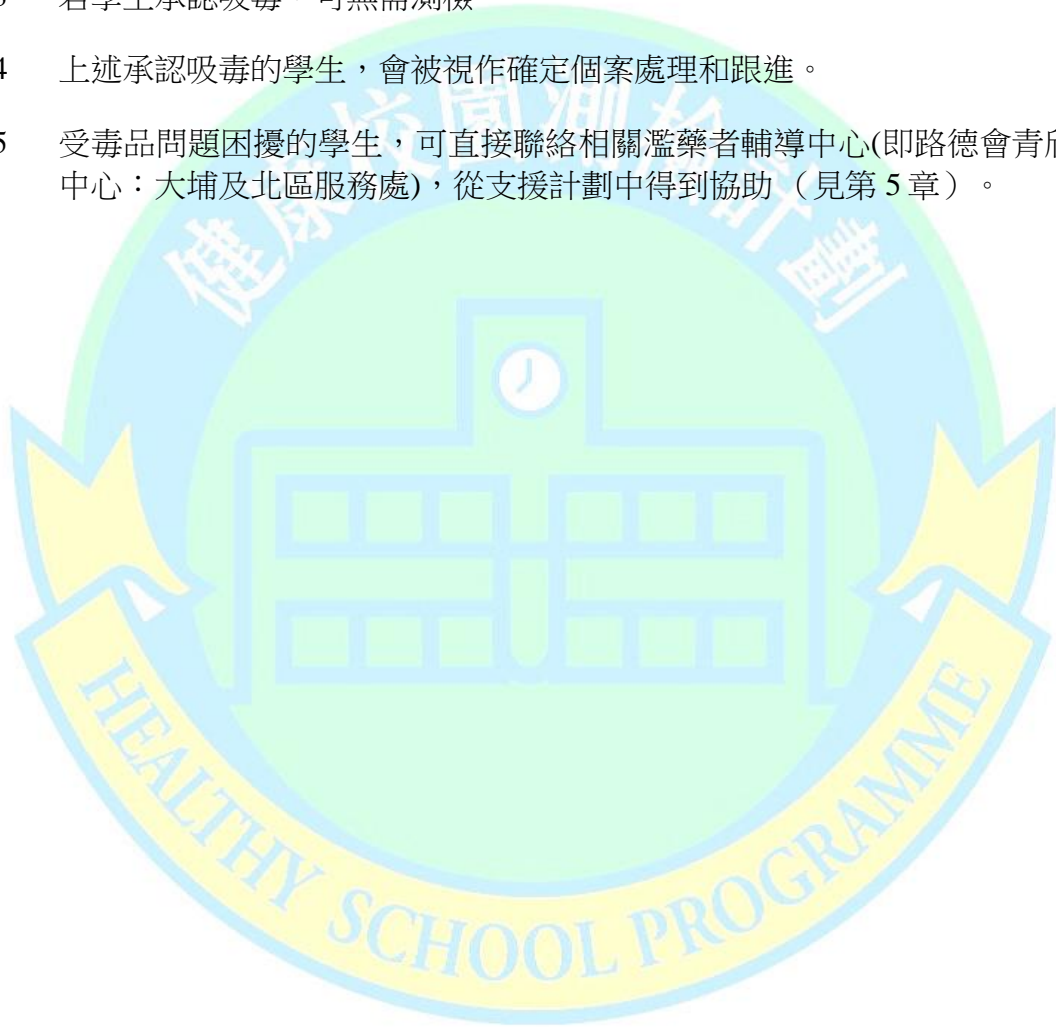 若學生承認吸毒，可無需測檢
4 上述承認吸毒的學生，會被視作確定個案處理和跟進。
5 受毒品問題困擾的學生，可直接聯絡相關濫藥者輔導中心(即路德會青欣
中心：大埔及北區服務處)，從支援計劃中得到協助 （見第 5 章）。
健康校園測檢計劃
HEALTHY SCHOOL PROGRAMME